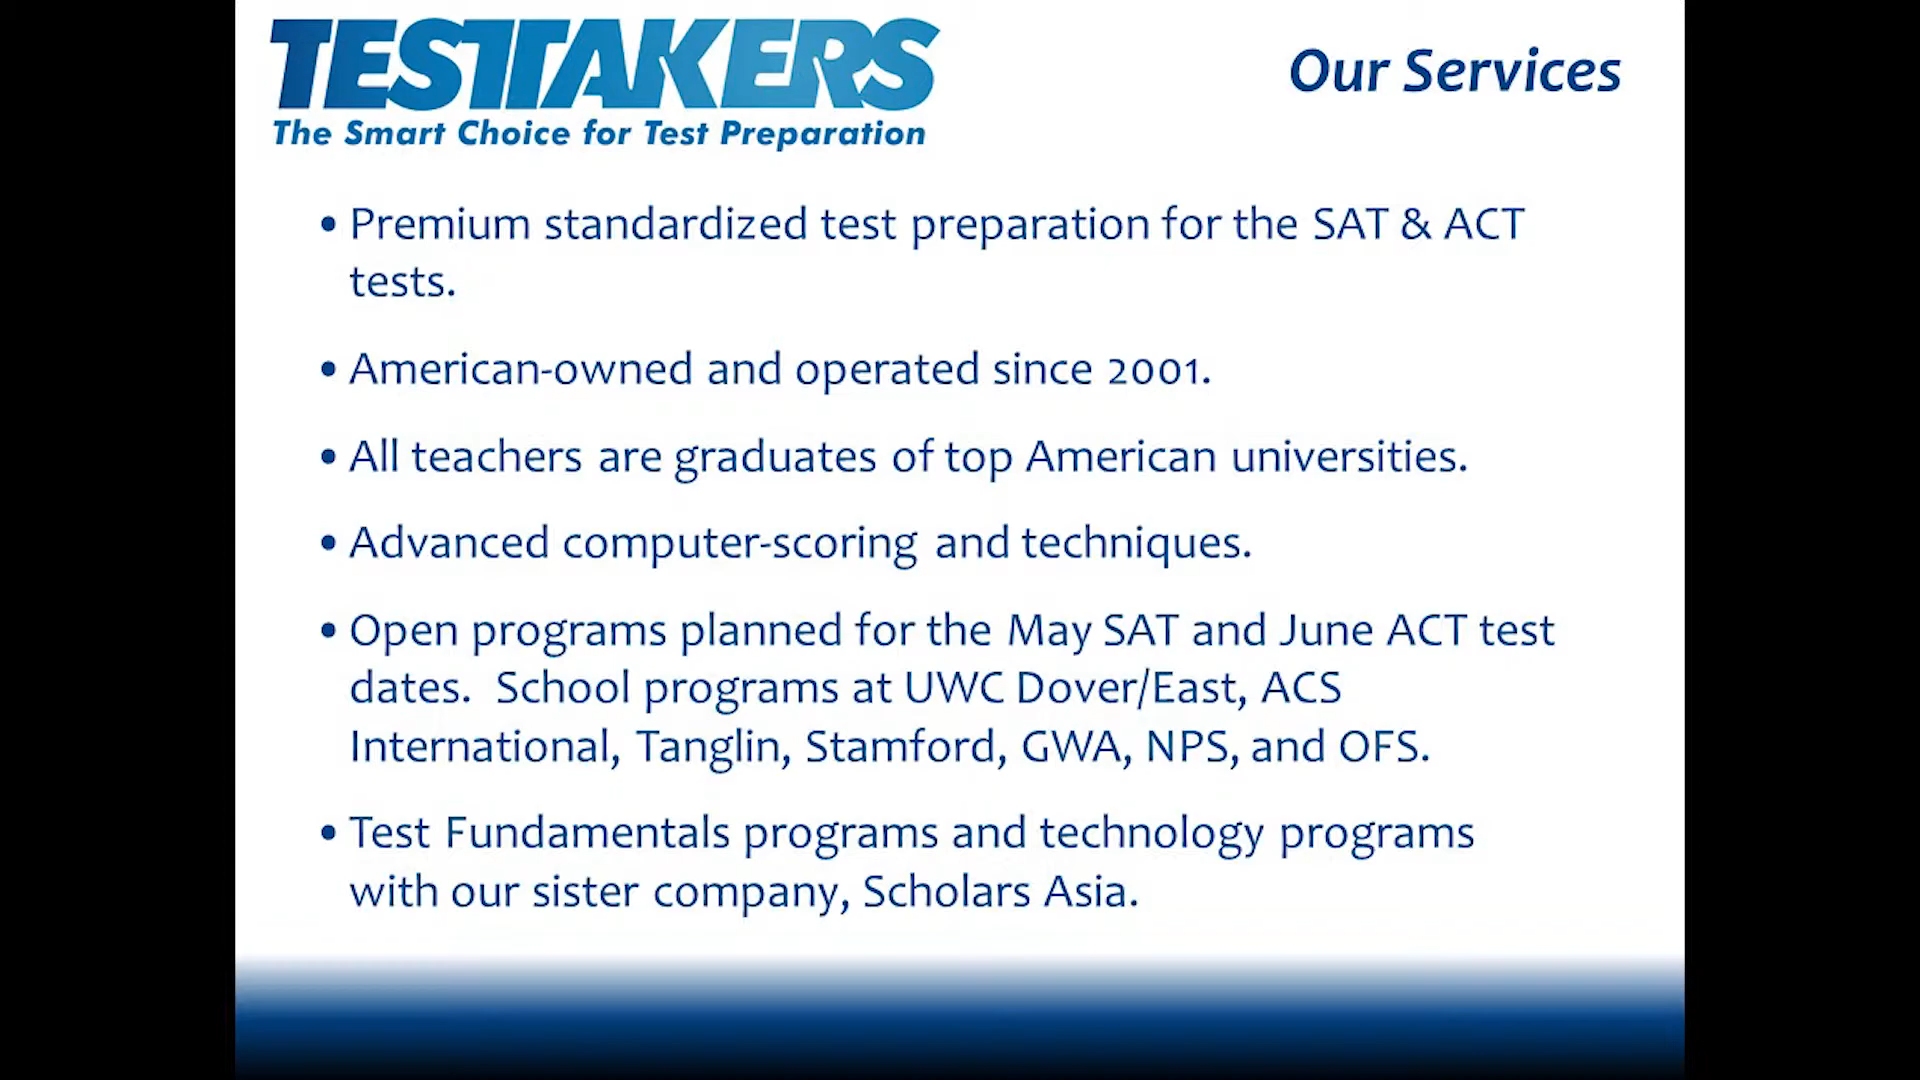 TESTTAKERS
The Smart Choice for Test Preparation
Our Services
• Premium standardized test preparation for the SAT & ACT
tests.
• American-owned and operated since 2001.
• All teachers are graduates of top American universities.
• Advanced computer-scoring and techniques.
• Open programs planned for the May SAT and June ACT test
dates.  School programs at UWC Dover/East, ACS
International, Tanglin, Stamford, GWA, NPS, and OFS.
• Test Fundamentals programs and technology programs
with our sister company, Scholars Asia.